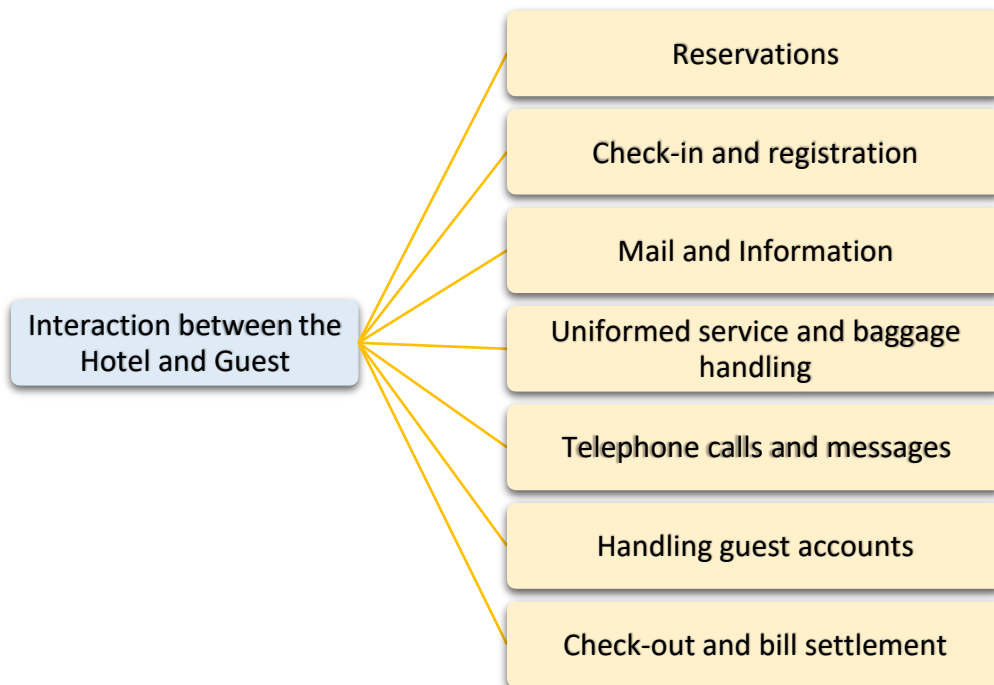 Reservations
Check-in and registration
Mail and Information
Interaction between the
Hotel and Guest
Uniformed service and baggage
handling
Telephone calls and messages
Handling guest accounts
Check-out and bill settlement